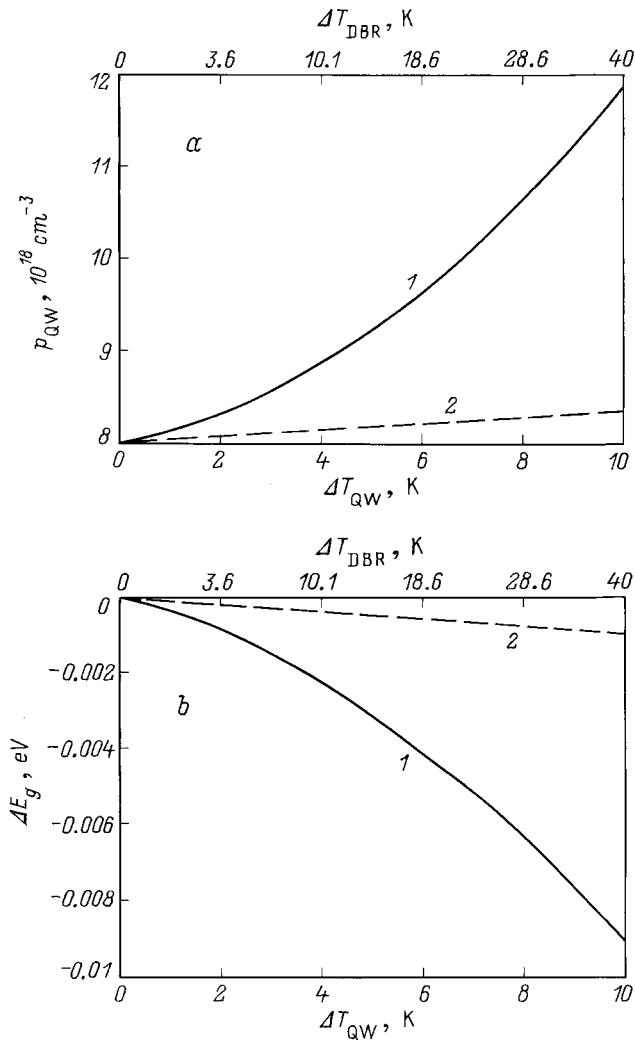 ΔT_DBR, K
0 3.6 10.1 18.6 28.6 40
12
a
11
p_QW, 10^18 cm^−3
10
1
9
2
8
0 2 4 6 8 10
ΔT_QW, K
ΔT_DBR, K
0 3.6 10.1 18.6 28.6 40
0
2
−0.002
b
−0.004
1
ΔE_g, eV
−0.006
−0.008
−0.01
0 2 4 6 8 10
ΔT_QW, K